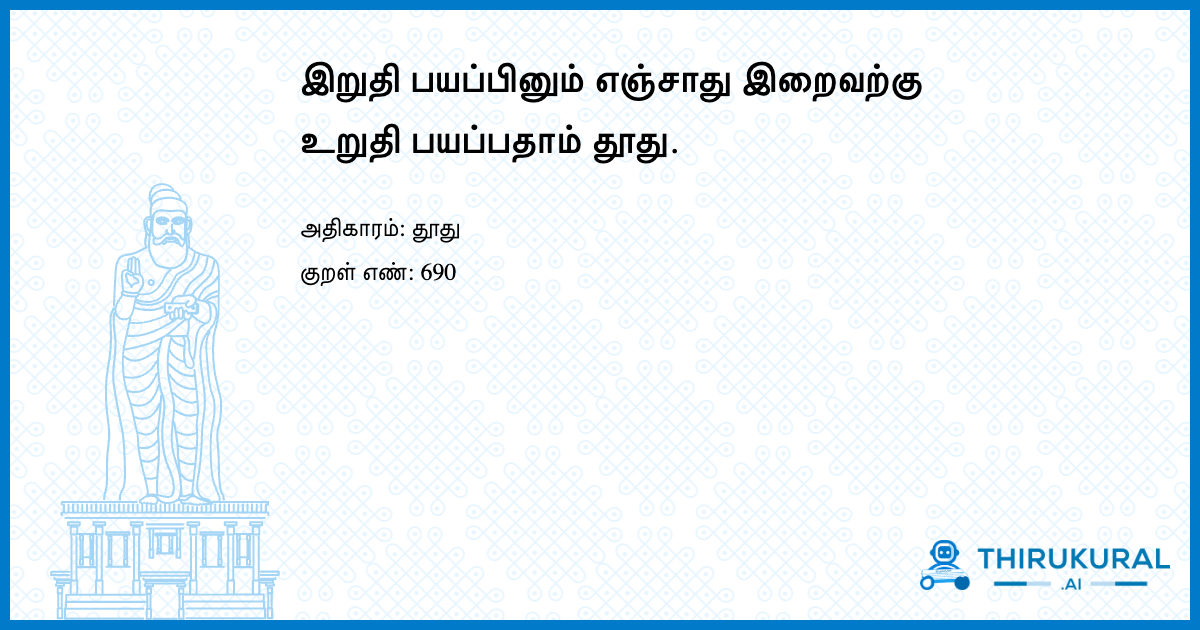 இறுதி பயப்பினும் எஞ்சாது இறைவற்கு
உறுதி பயப்பதாம் தூது.
அதிகாரம்: தூது
குறள் எண்: 690
THIRUKURAL
.AI